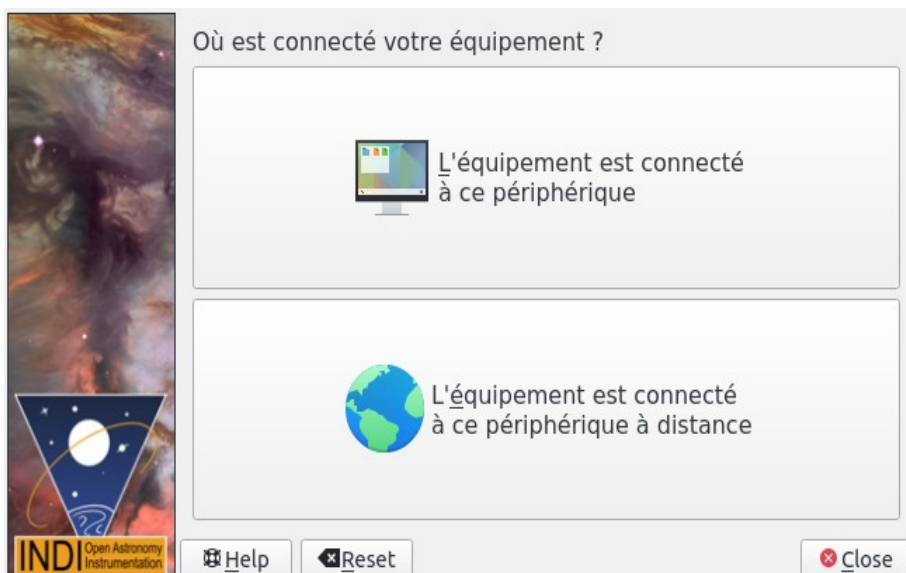 Où est connecté votre équipement ?
L'équipement est connecté
à ce périphérique
L'équipement est connecté
à ce périphérique à distance
INDI Open Astronomy
Instrumentation
Help Reset Close